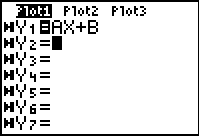 Plot1 Plot2 Plot3
Y1=AX+B
Y2=
Y3=
Y4=
Y5=
Y6=
Y7=